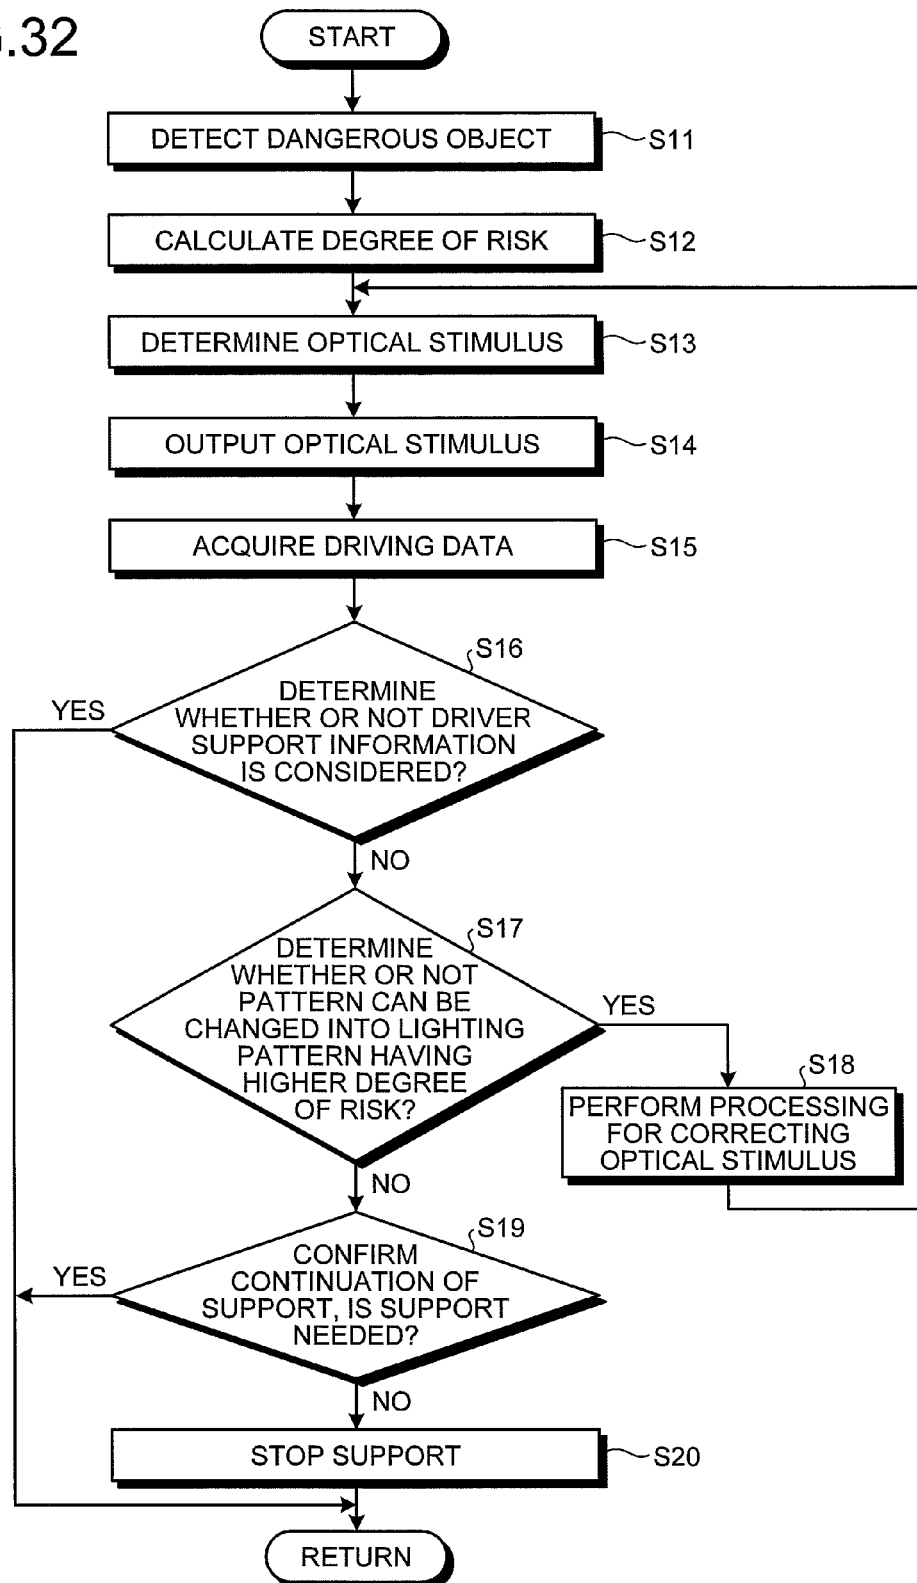 .32
START
DETECT DANGEROUS OBJECT
S11
CALCULATE DEGREE OF RISK
S12
DETERMINE OPTICAL STIMULUS
S13
OUTPUT OPTICAL STIMULUS
S14
ACQUIRE DRIVING DATA
S15
S16
YES
DETERMINE
WHETHER OR NOT DRIVER
SUPPORT INFORMATION
IS CONSIDERED?
NO
S17
DETERMINE
WHETHER OR NOT
PATTERN CAN BE
CHANGED INTO LIGHTING
PATTERN HAVING
HIGHER DEGREE
OF RISK?
YES
S18
PERFORM PROCESSING
FOR CORRECTING
OPTICAL STIMULUS
NO
S19
YES
CONFIRM
CONTINUATION OF
SUPPORT, IS SUPPORT
NEEDED?
NO
STOP SUPPORT
S20
RETURN